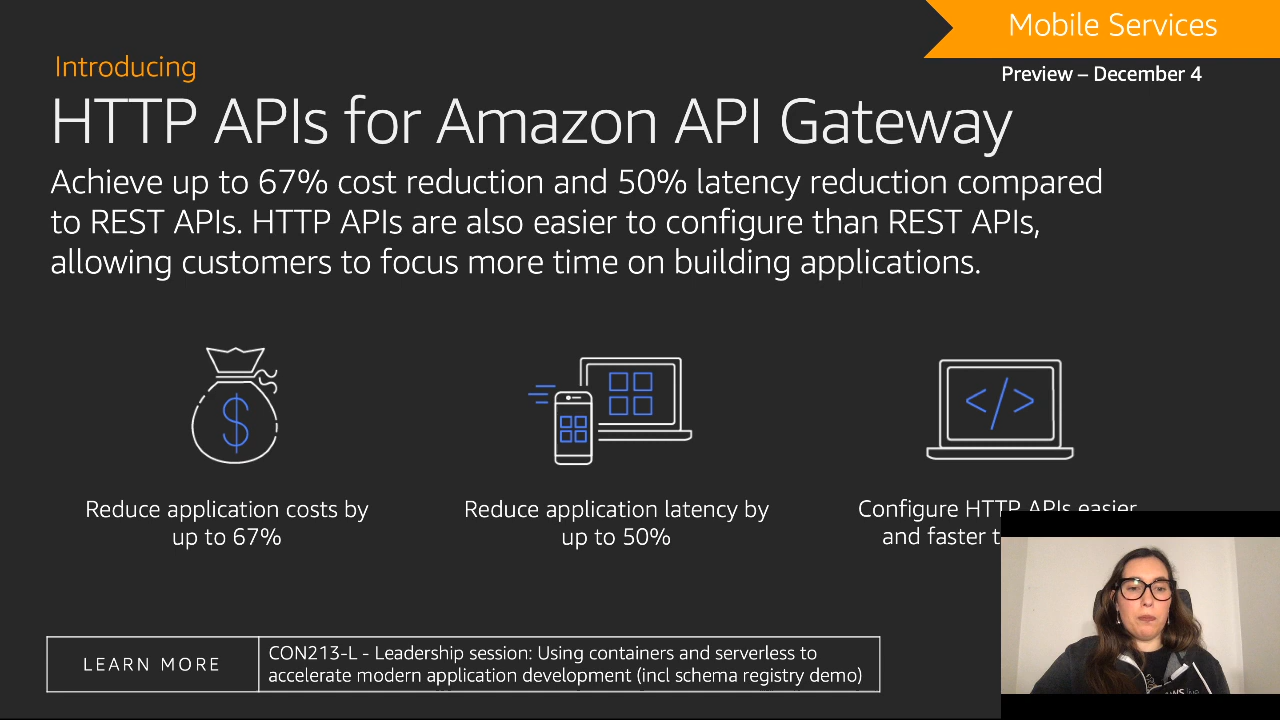 Mobile Services
Preview – December 4
Introducing
HTTP APIs for Amazon API Gateway
Achieve up to 67% cost reduction and 50% latency reduction compared
to REST APIs. HTTP APIs are also easier to configure than REST APIs,
allowing customers to focus more time on building applications.
$
</>
Reduce application costs by
up to 67%
Reduce application latency by
up to 50%
Configure HTTP APIs easier
and faster
LEARN MORE
CON213-L - Leadership session: Using containers and serverless to
accelerate modern application development (incl schema registry demo)